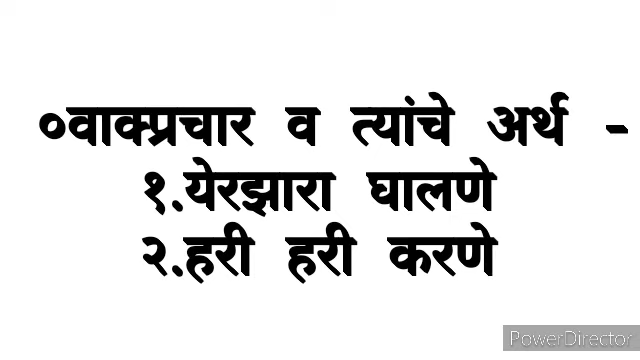 ०वाक्प्रचार व त्यांचे अर्थ -
१.येरझारा घालणे
२.हरी हरी करणे
PowerDirector